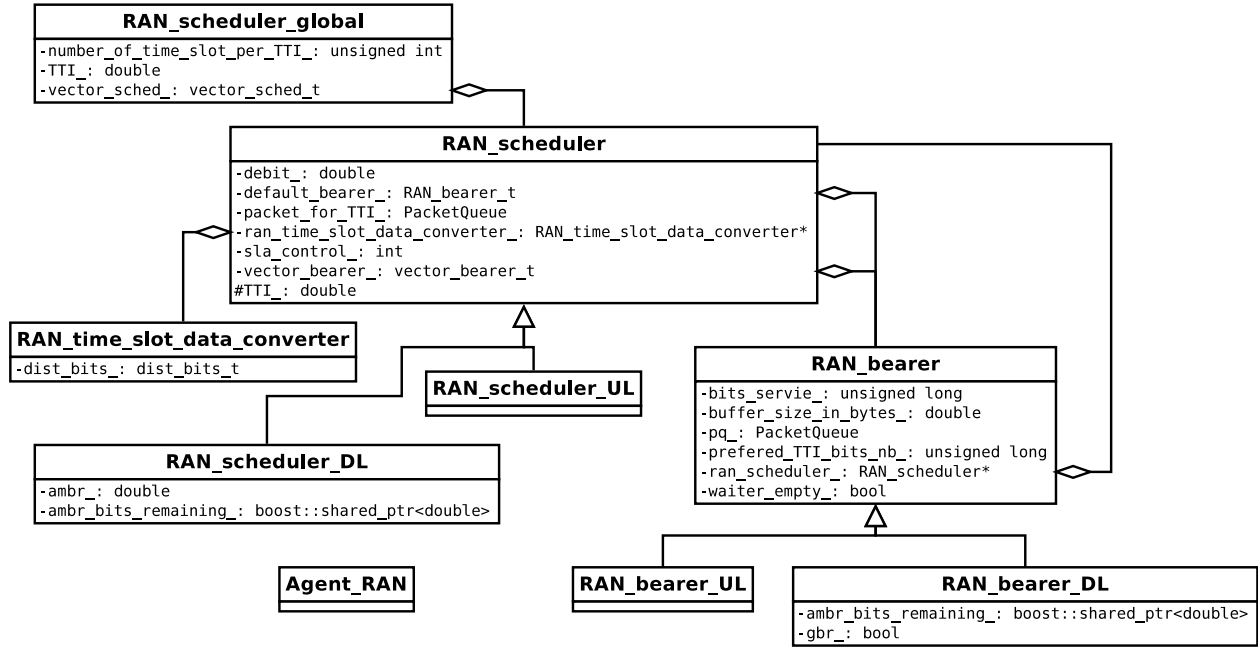 RAN_scheduler_global
-number_of_time_slot_per_TTI_: unsigned int
-TTI_: double
-vector_sched_: vector_sched_t
RAN_scheduler
-debit_: double
-default_bearer_: RAN_bearer_t
-packet_for_TTI_: PacketQueue
-ran_time_slot_data_converter_: RAN_time_slot_data_converter*
-sla_control_: int
-vector_bearer_: vector_bearer_t
#TTI_: double
RAN_time_slot_data_converter
-dist_bits_: dist_bits_t
RAN_scheduler_UL
RAN_bearer
-bits_servie_: unsigned long
-buffer_size_in_bytes_: double
-pq_: PacketQueue
-prefered_TTI_bits_nb_: unsigned long
-ran_scheduler_: RAN_scheduler*
-waiter_empty_: bool
RAN_scheduler_DL
-ambr_: double
-ambr_bits_remaining_: boost::shared_ptr<double>
Agent_RAN
RAN_bearer_UL
RAN_bearer_DL
-ambr_bits_remaining_: boost::shared_ptr<double>
-gbr_: bool